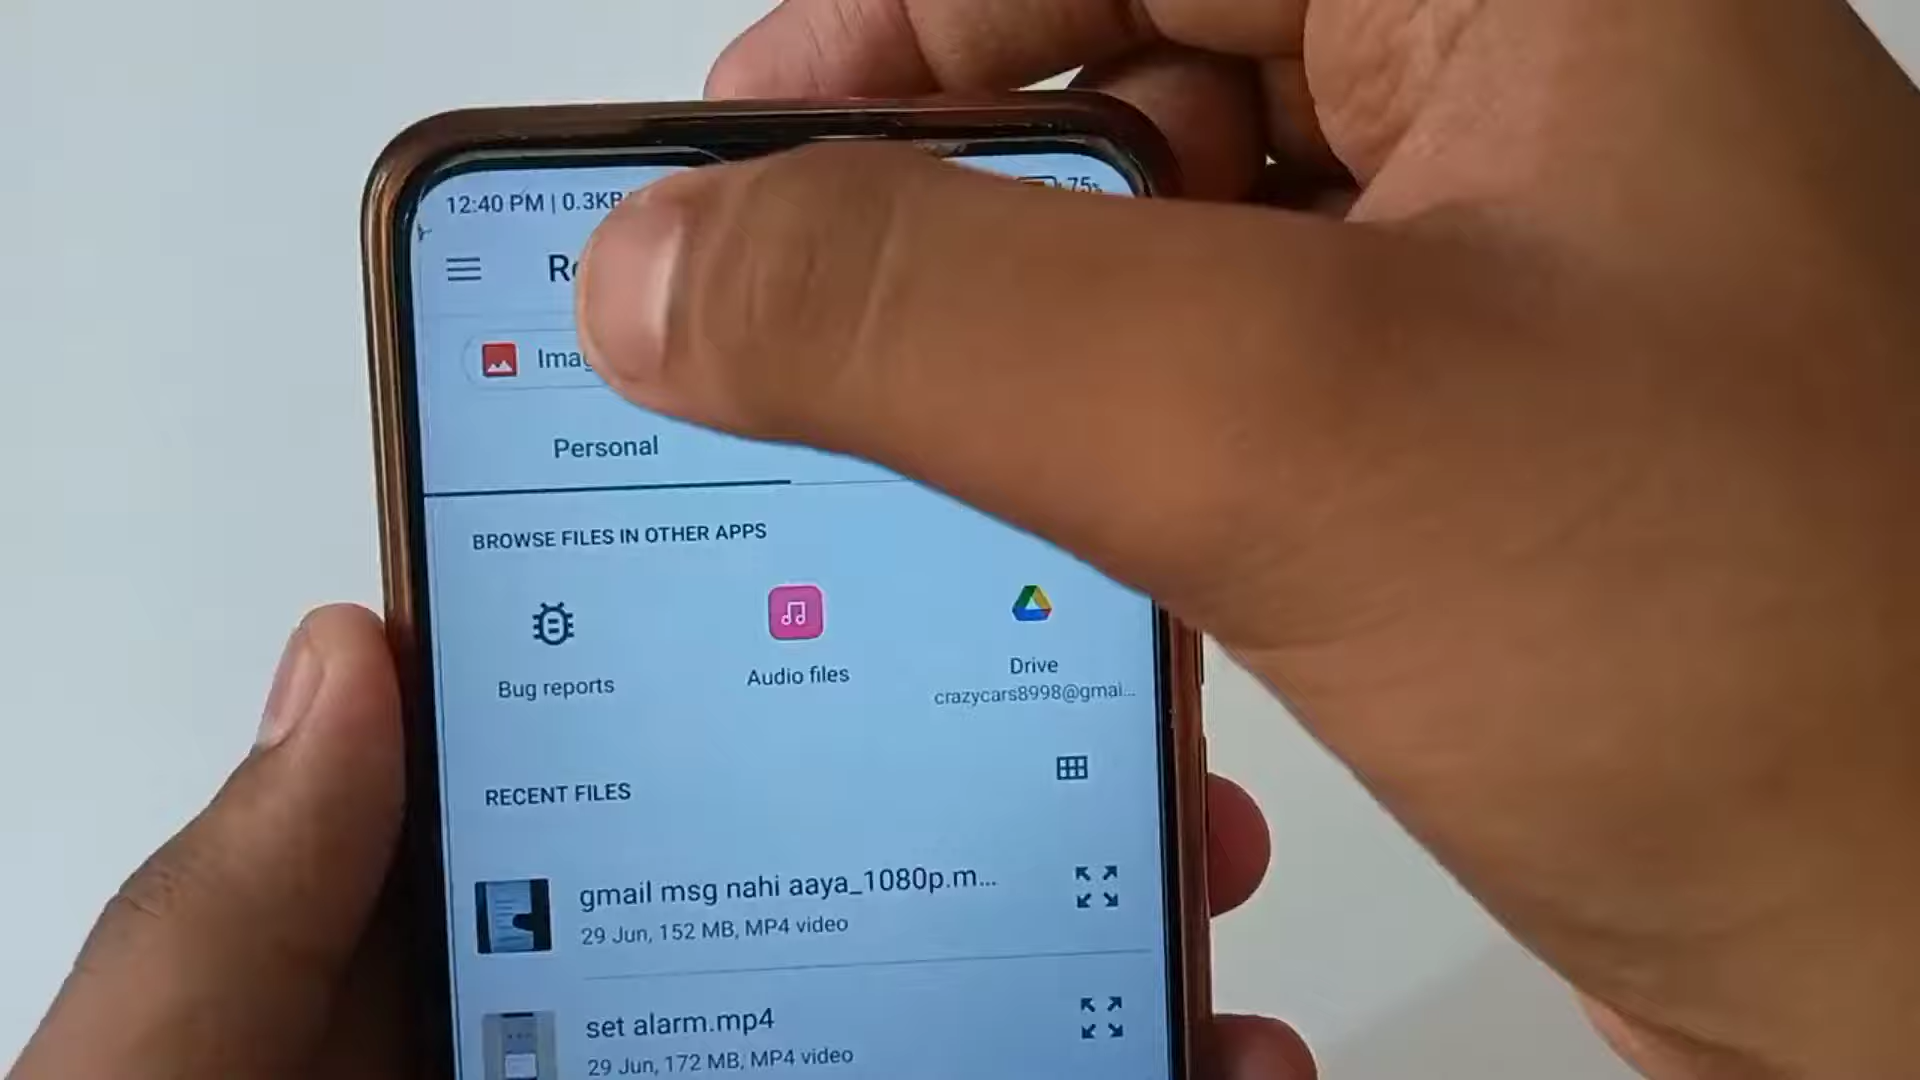 12:40 PM | 0.3KB
75%
Personal
BROWSE FILES IN OTHER APPS
Bug reports
Audio files
Drive
crazycars8998@gmai...
RECENT FILES
gmail msg nahi aaya_1080p.m...
29 Jun, 152 MB, MP4 video
set alarm.mp4
29 Jun, 172 MB, MP4 video